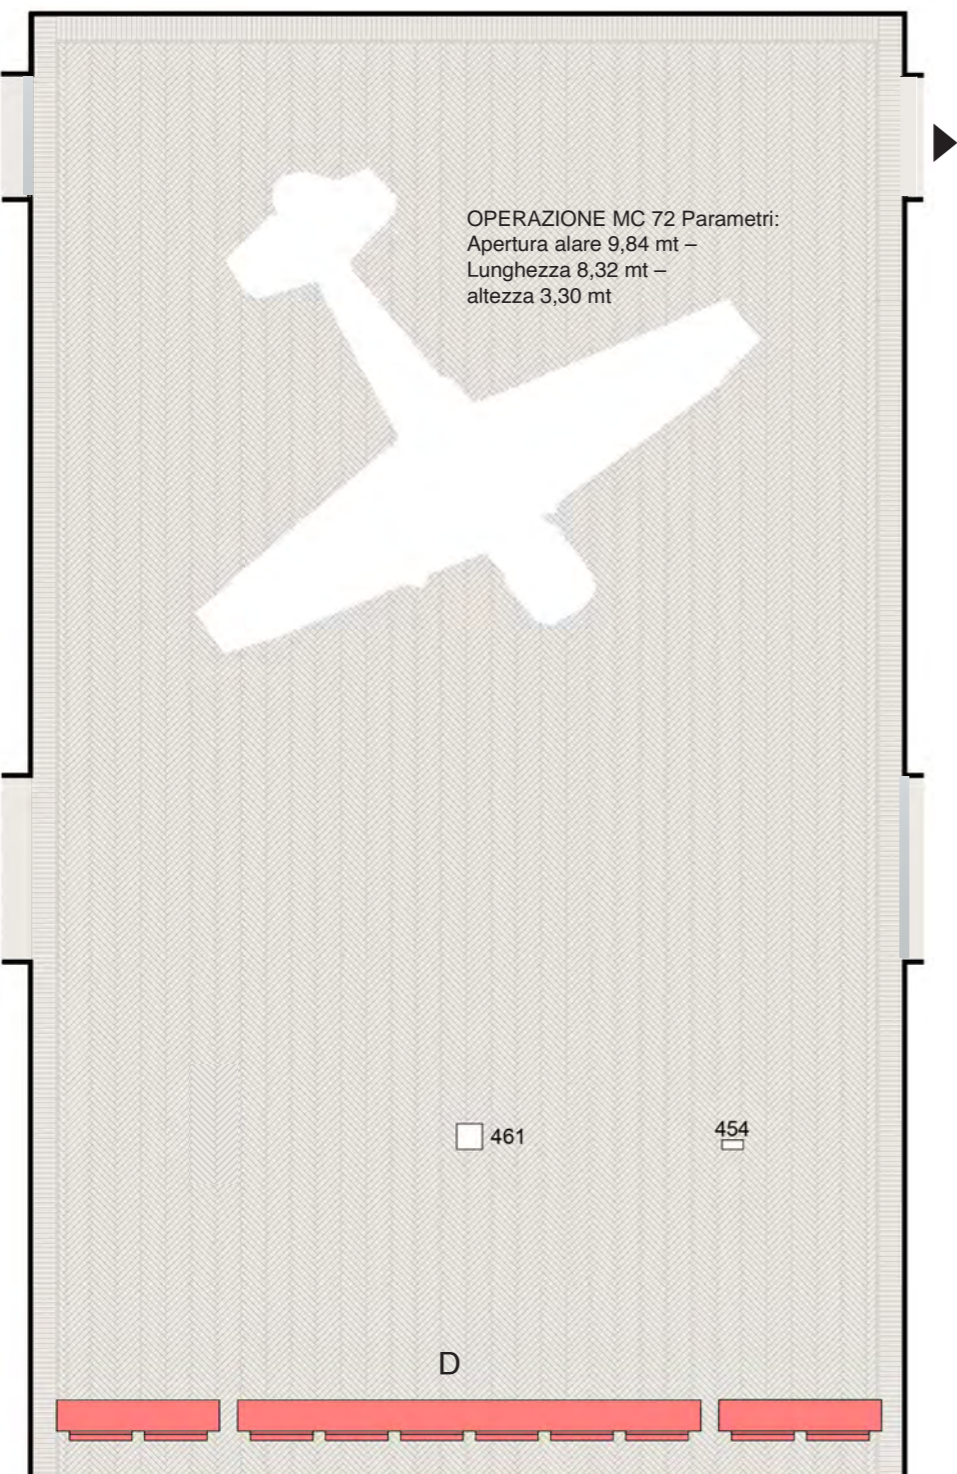 OPERAZIONE MC 72 Parametri:
Apertura alare 9,84 mt –
Lunghezza 8,32 mt –
altezza 3,30 mt
461
454
D